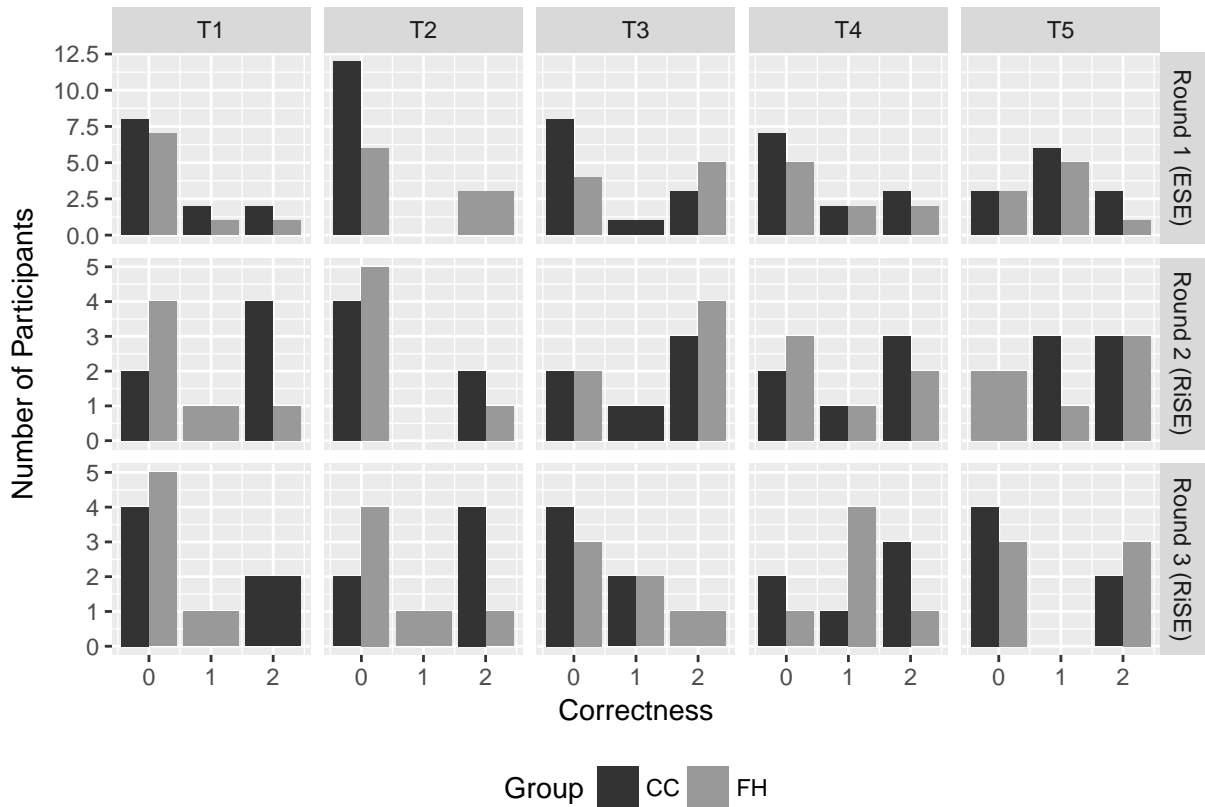 T1 T2 T3 T4 T5
12.5
10.0
7.5
5.0
2.5
0.0
Round 1 (ESE)
5
4
3
2
1
0
Round 2 (RiSE)
5
4
3
2
1
0
Round 3 (RiSE)
Number of Participants
0 1 2 0 1 2 0 1 2 0 1 2 0 1 2
Correctness
Group CC FH